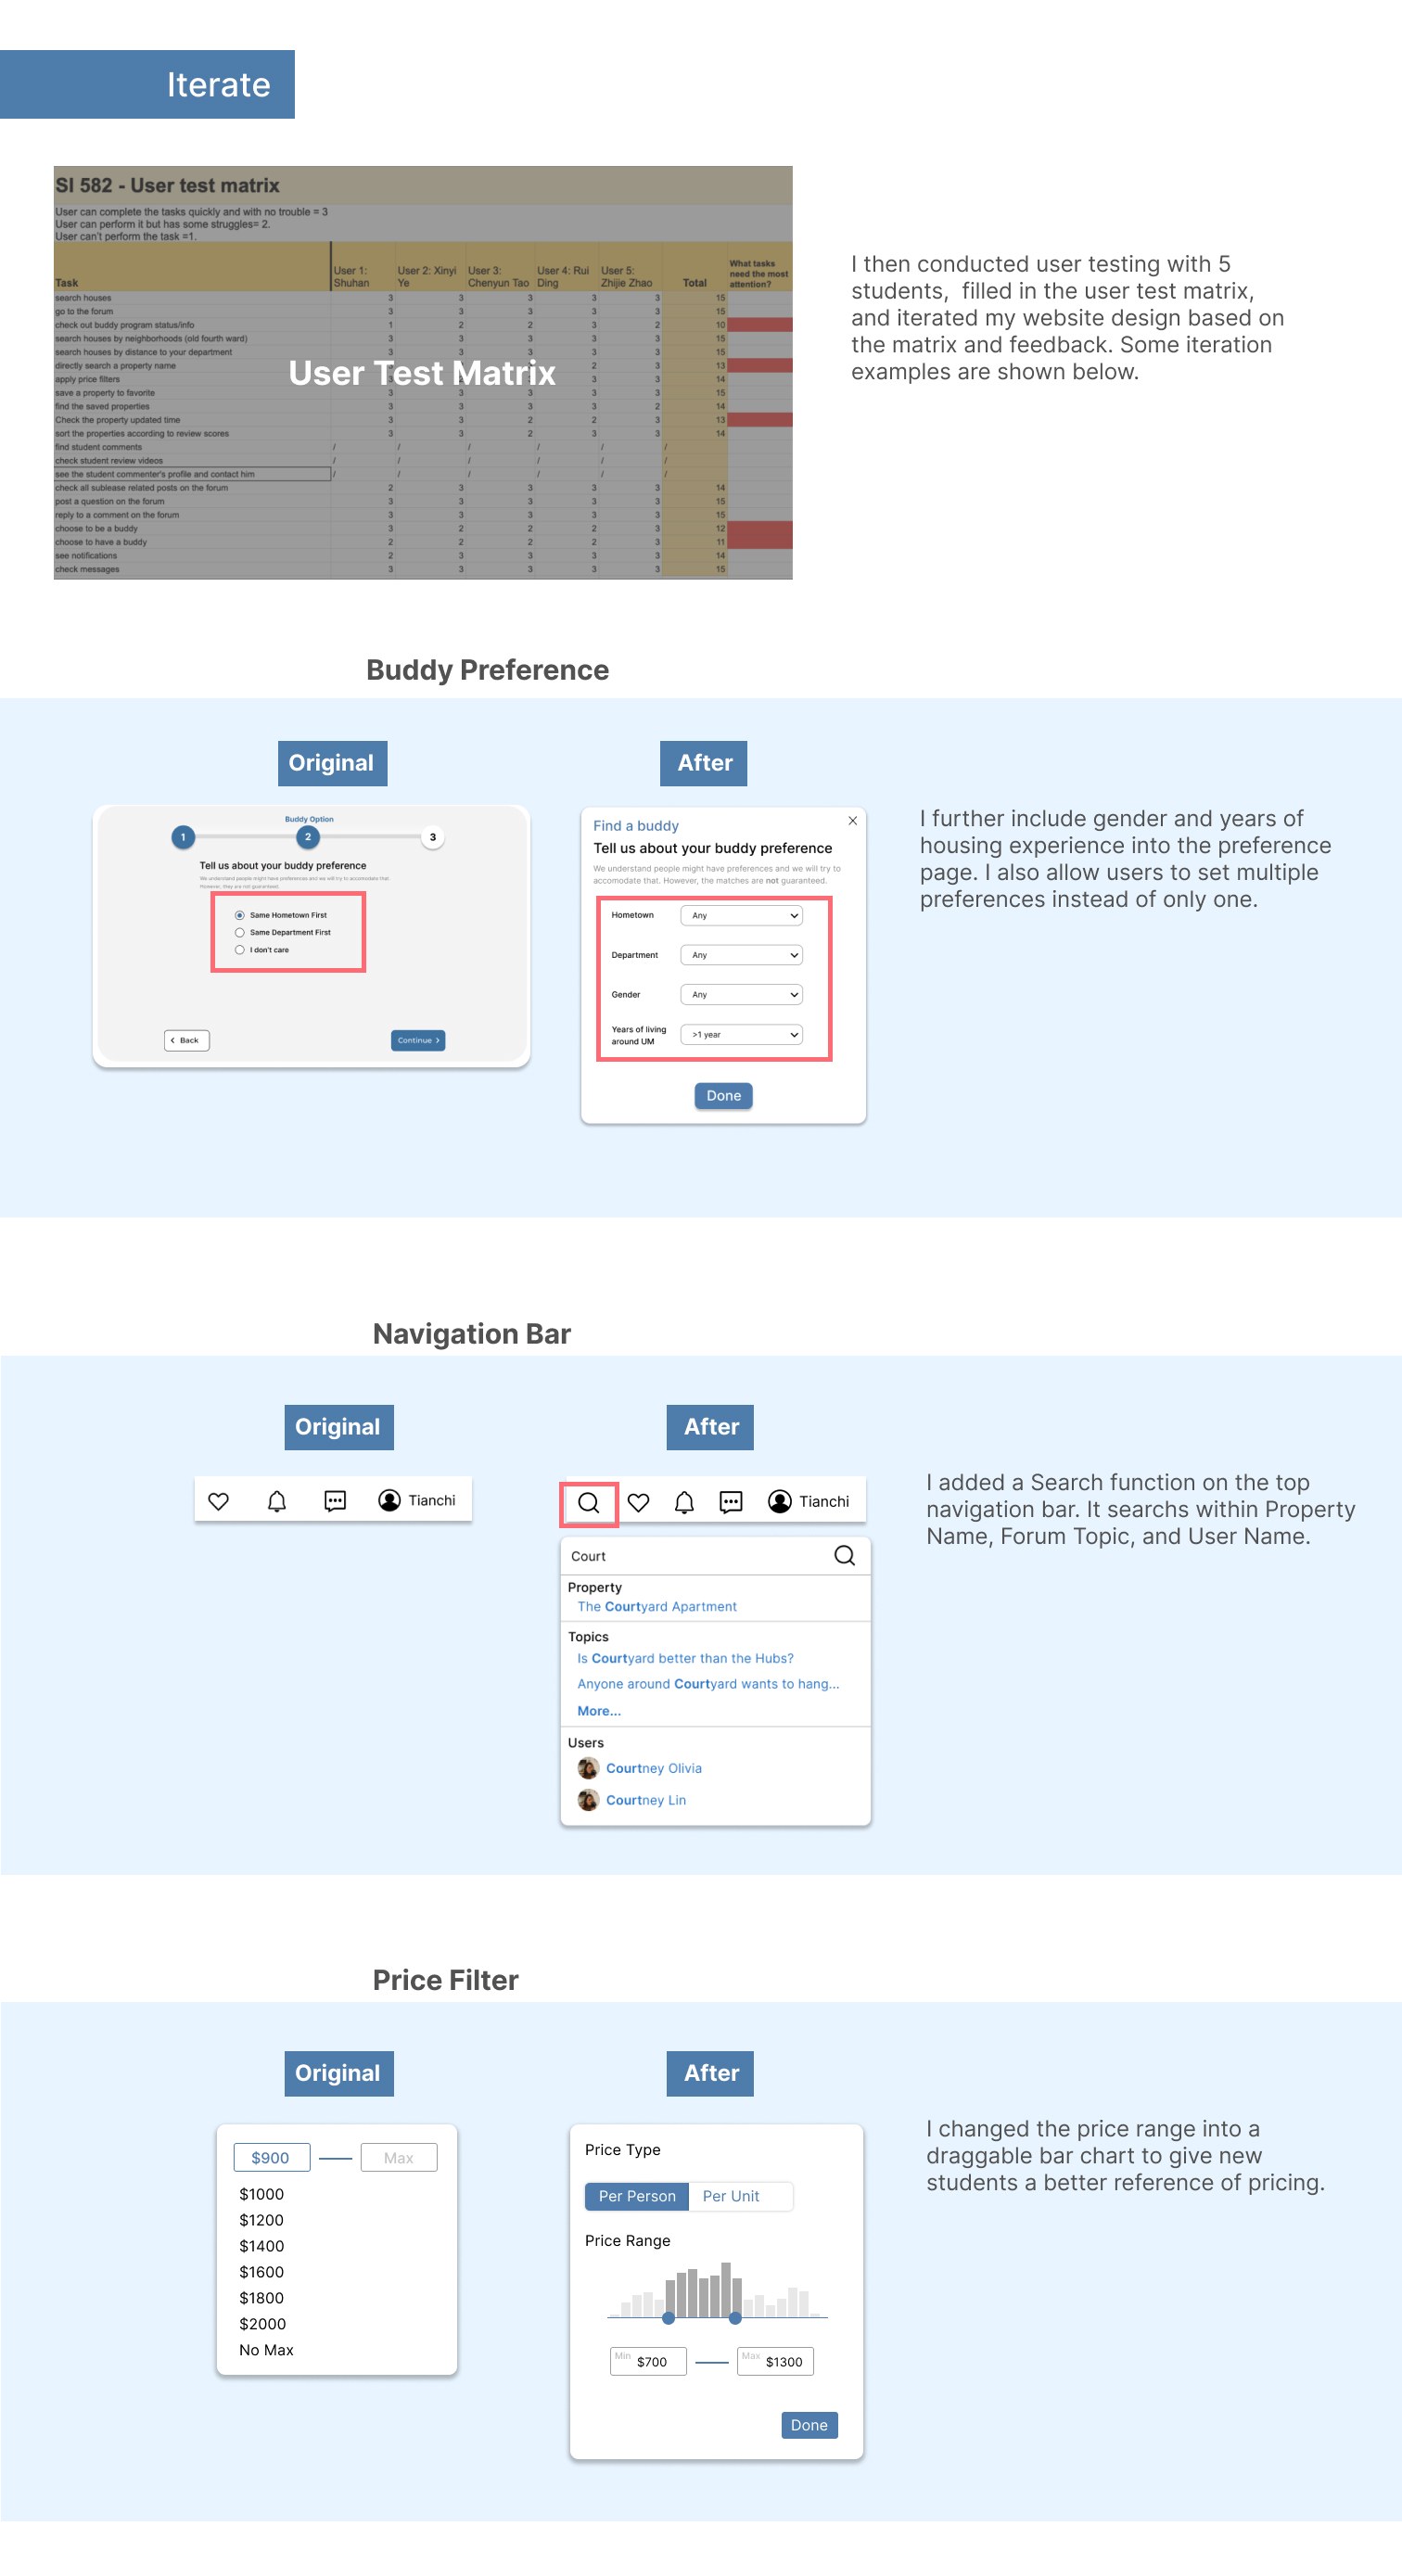 Iterate
SI 582 - User test matrix
User can complete the tasks quickly and with no trouble = 3
User can perform it but has some struggles= 2.
User can't perform the task =1.
Task User 1: Shuhan User 2: Xinyi Ye User 3: Chenyun Tao User 4: Rui Ding User 5: Zhijie Zhao Total What tasks need the most attention?
search houses 3 3 3 3 3 15
go to the forum 3 3 3 3 3 15
check out buddy program status/info 1 2 2 3 2 10
search houses by neighborhoods (old fourth ward) 3 3 3 3 3 15
search houses by distance to your department 3 3 3 3 15
directly search a property name 2 3 13
apply price filters 3 3 14
save a property to favorite 3 3 3 3 3 15
find the saved properties 3 3 3 3 2 14
Check the property updated time 3 3 2 2 3 13
sort the properties according to review scores 3 3 2 3 3 14
find student comments / / / / / /
check student review videos / / / / / /
see the student commenter's profile and contact him / / / / / /
check all sublease related posts on the forum 2 3 3 3 3 14
post a question on the forum 3 3 3 3 3 15
reply to a comment on the forum 3 3 3 3 3 15
choose to be a buddy 3 2 2 2 3 12
choose to have a buddy 2 2 2 2 3 11
see notifications 2 3 3 3 3 14
check messages 3 3 3 3 3 15
User Test Matrix
I then conducted user testing with 5
students, filled in the user test matrix,
and iterated my website design based on
the matrix and feedback. Some iteration
examples are shown below.
Buddy Preference
Original
Buddy Option
1 2 3
Tell us about your buddy preference
We understand people might have preferences and we will try to accomodate that.
However, they are not guaranteed.
Same Hometown First
Same Department First
I don't care
Back
Continue
After
Find a buddy
Tell us about your buddy preference
We understand people might have preferences and we will try to
accomodate that. However, the matches are not guaranteed.
Hometown Any
Department Any
Gender Any
Years of living
around UM >1 year
Done
I further include gender and years of
housing experience into the preference
page. I also allow users to set multiple
preferences instead of only one.
Navigation Bar
Original
Tianchi
After
Tianchi
Court
Property
The Courtyard Apartment
Topics
Is Courtyard better than the Hubs?
Anyone around Courtyard wants to hang...
More...
Users
Courtney Olivia
Courtney Lin
I added a Search function on the top
navigation bar. It searchs within Property
Name, Forum Topic, and User Name.
Price Filter
Original
$900 Max
$1000
$1200
$1400
$1600
$1800
$2000
No Max
After
Price Type
Per Person Per Unit
Price Range
Min $700 Max $1300
Done
I changed the price range into a
draggable bar chart to give new
students a better reference of pricing.